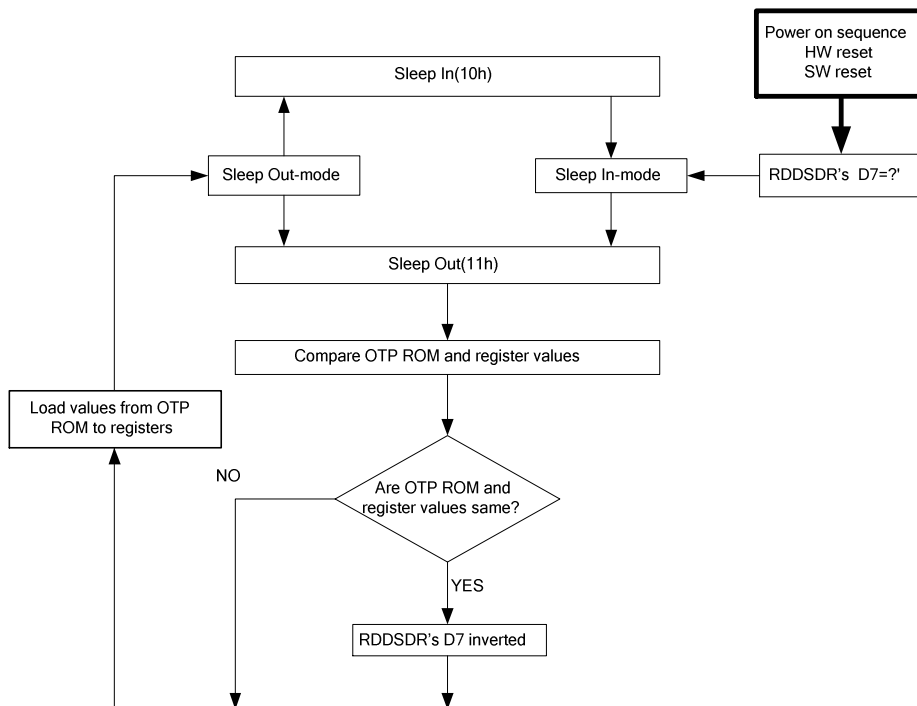 Power on sequence
HW reset
SW reset
Sleep In(10h)
Sleep Out-mode
Sleep In-mode
RDDSDR's D7=?'
Sleep Out(11h)
Compare OTP ROM and register values
Load values from OTP
ROM to registers
NO
Are OTP ROM and
register values same?
YES
RDDSDR's D7 inverted